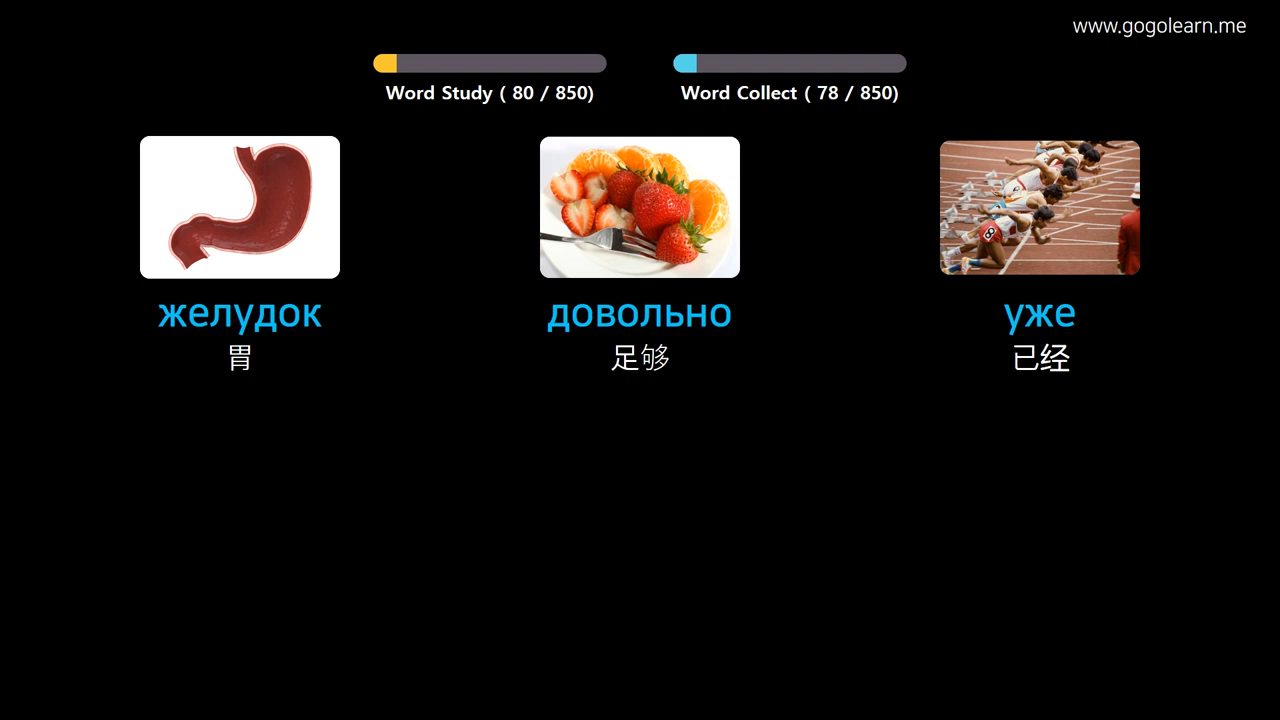 www.gogolearn.me
Word Study ( 80 / 850)
Word Collect ( 78 / 850)
желудок
胃
довольно
足够
уже
已经